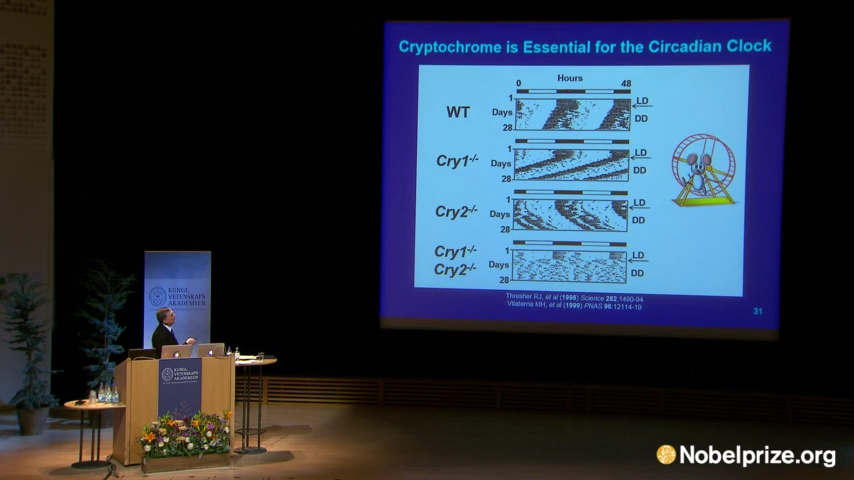 Cryptochrome is Essential for the Circadian Clock
Hours
0 48
WT
1
Days
28
LD
DD
Cry1-/-
1
Days
28
LD
DD
Cry2-/-
1
Days
28
LD
DD
Cry1-/-
Cry2-/-
1
Days
28
LD
DD
Thresher RJ, et al (1998) Science 282:1490-94
Vitaterna MH, et al (1999) PNAS 96:12114-19
31
KUNGL.
VETENSKAPS-
AKADEMIEN
KUNGL.
VETENSKAPS-
AKADEMIEN
Nobelprize.org